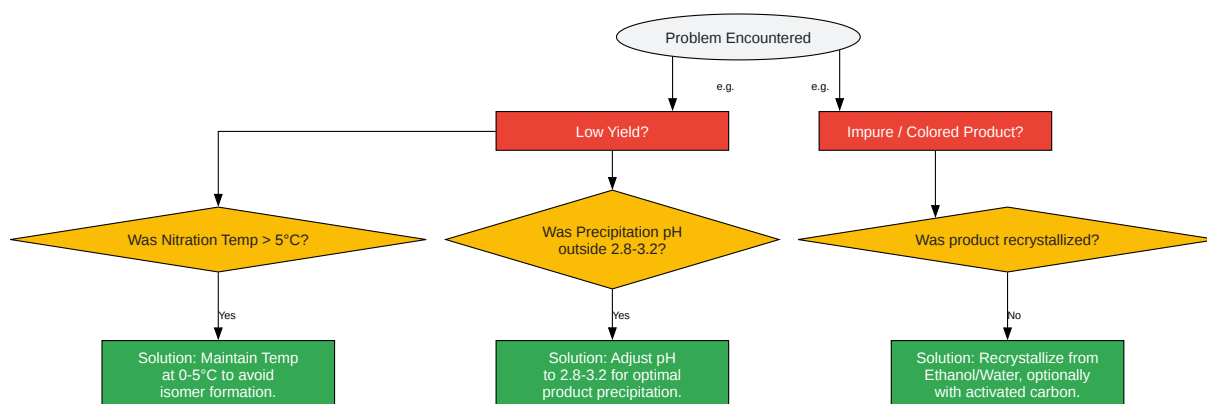 Problem Encountered
e.g.
e.g.
Low Yield?
Impure / Colored Product?
Was Nitration Temp > 5°C?
Was Precipitation pH
outside 2.8-3.2?
Was product recrystallized?
Yes
Yes
No
Solution: Maintain Temp
at 0-5°C to avoid
isomer formation.
Solution: Adjust pH
to 2.8-3.2 for optimal
product precipitation.
Solution: Recrystallize from
Ethanol/Water, optionally
with activated carbon.